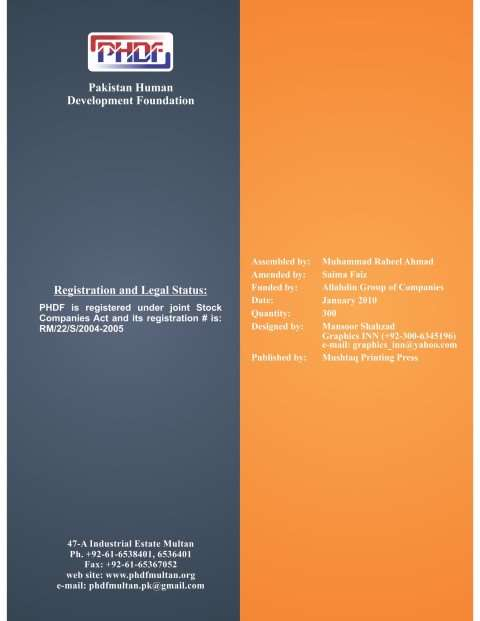 PHDF
Pakistan Human
Development Foundation
Registration and Legal Status:
PHDF is registered under joint Stock
Companies Act and its registration # is:
RM/22/S/2004-2005
47-A Industrial Estate Multan
Ph. +92-61-6538401, 6536401
Fax: +92-61-65367052
web site: www.phdfmultan.org
e-mail: phdfmultan.pk@gmail.com
Assembled by: Muhammad Rabeel Ahmad
Amended by: Saima Faiz
Funded by: Allahdin Group of Companies
Date: January 2010
Quantity: 300
Designed by: Mansoor Shahzad
Graphics INN (+92-300-6345196)
e-mail: graphics_inn@yahoo.com
Published by: Mushtaq Printing Press